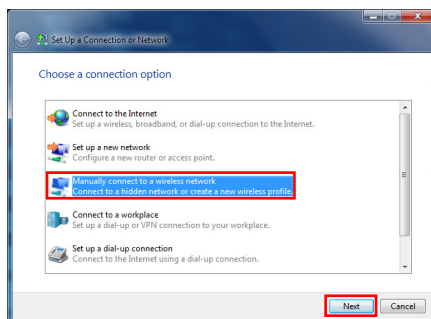 Set Up a Connection or Network
Choose a connection option
Connect to the Internet
Set up a wireless, broadband, or dial-up connection to the Internet.
Set up a new network
Configure a new router or access point.
Manually connect to a wireless network
Connect to a hidden network or create a new wireless profile.
Connect to a workplace
Set up a dial-up or VPN connection to your workplace.
Set up a dial-up connection
Connect to the Internet using a dial-up connection.
Next Cancel